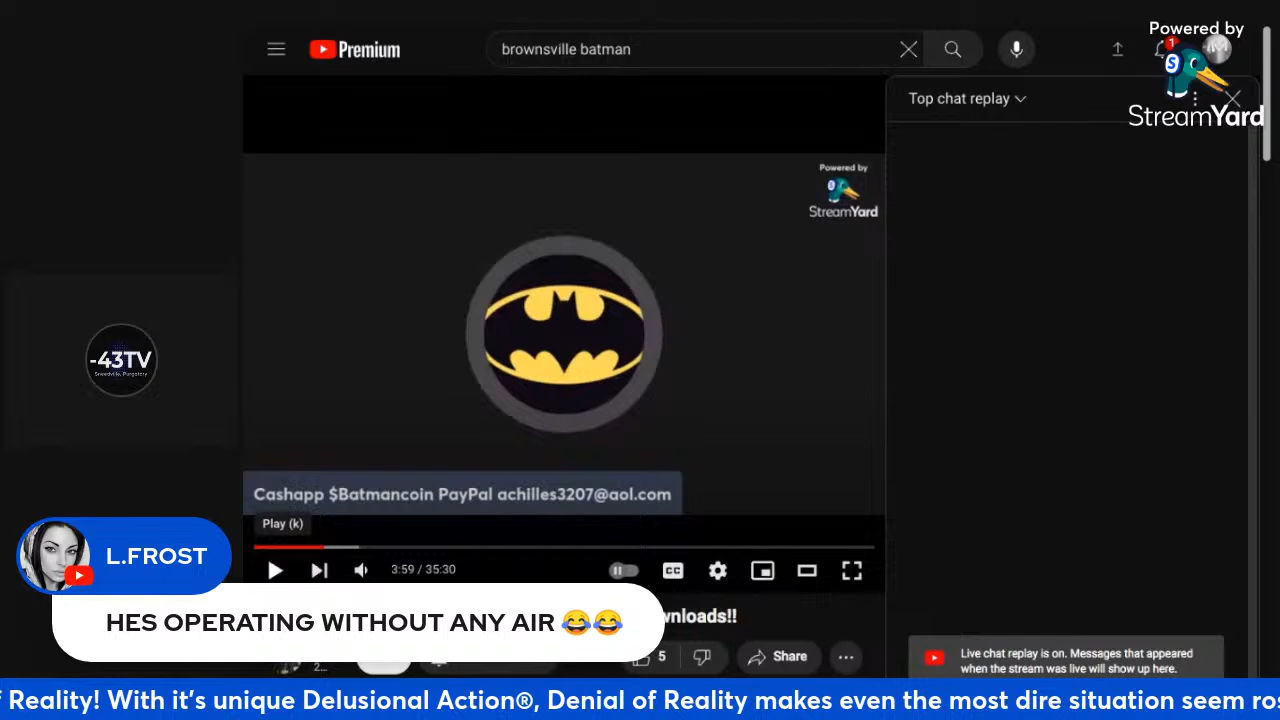 Powered by
StreamYard
Premium
brownsville batman
1
Top chat replay
Powered by
StreamYard
-43TV
Cashapp $Batmancoin PayPal achilles3207@aol.com
Play (k)
3:59 / 35:30
CC
L.FROST
HES OPERATING WITHOUT ANY AIR 😂😂
wnloads!!
5
Share
2...
Live chat replay is on. Messages that appeared
when the stream was live will show up here.
f Reality! With it's unique Delusional Action®, Denial of Reality makes even the most dire situation seem ros